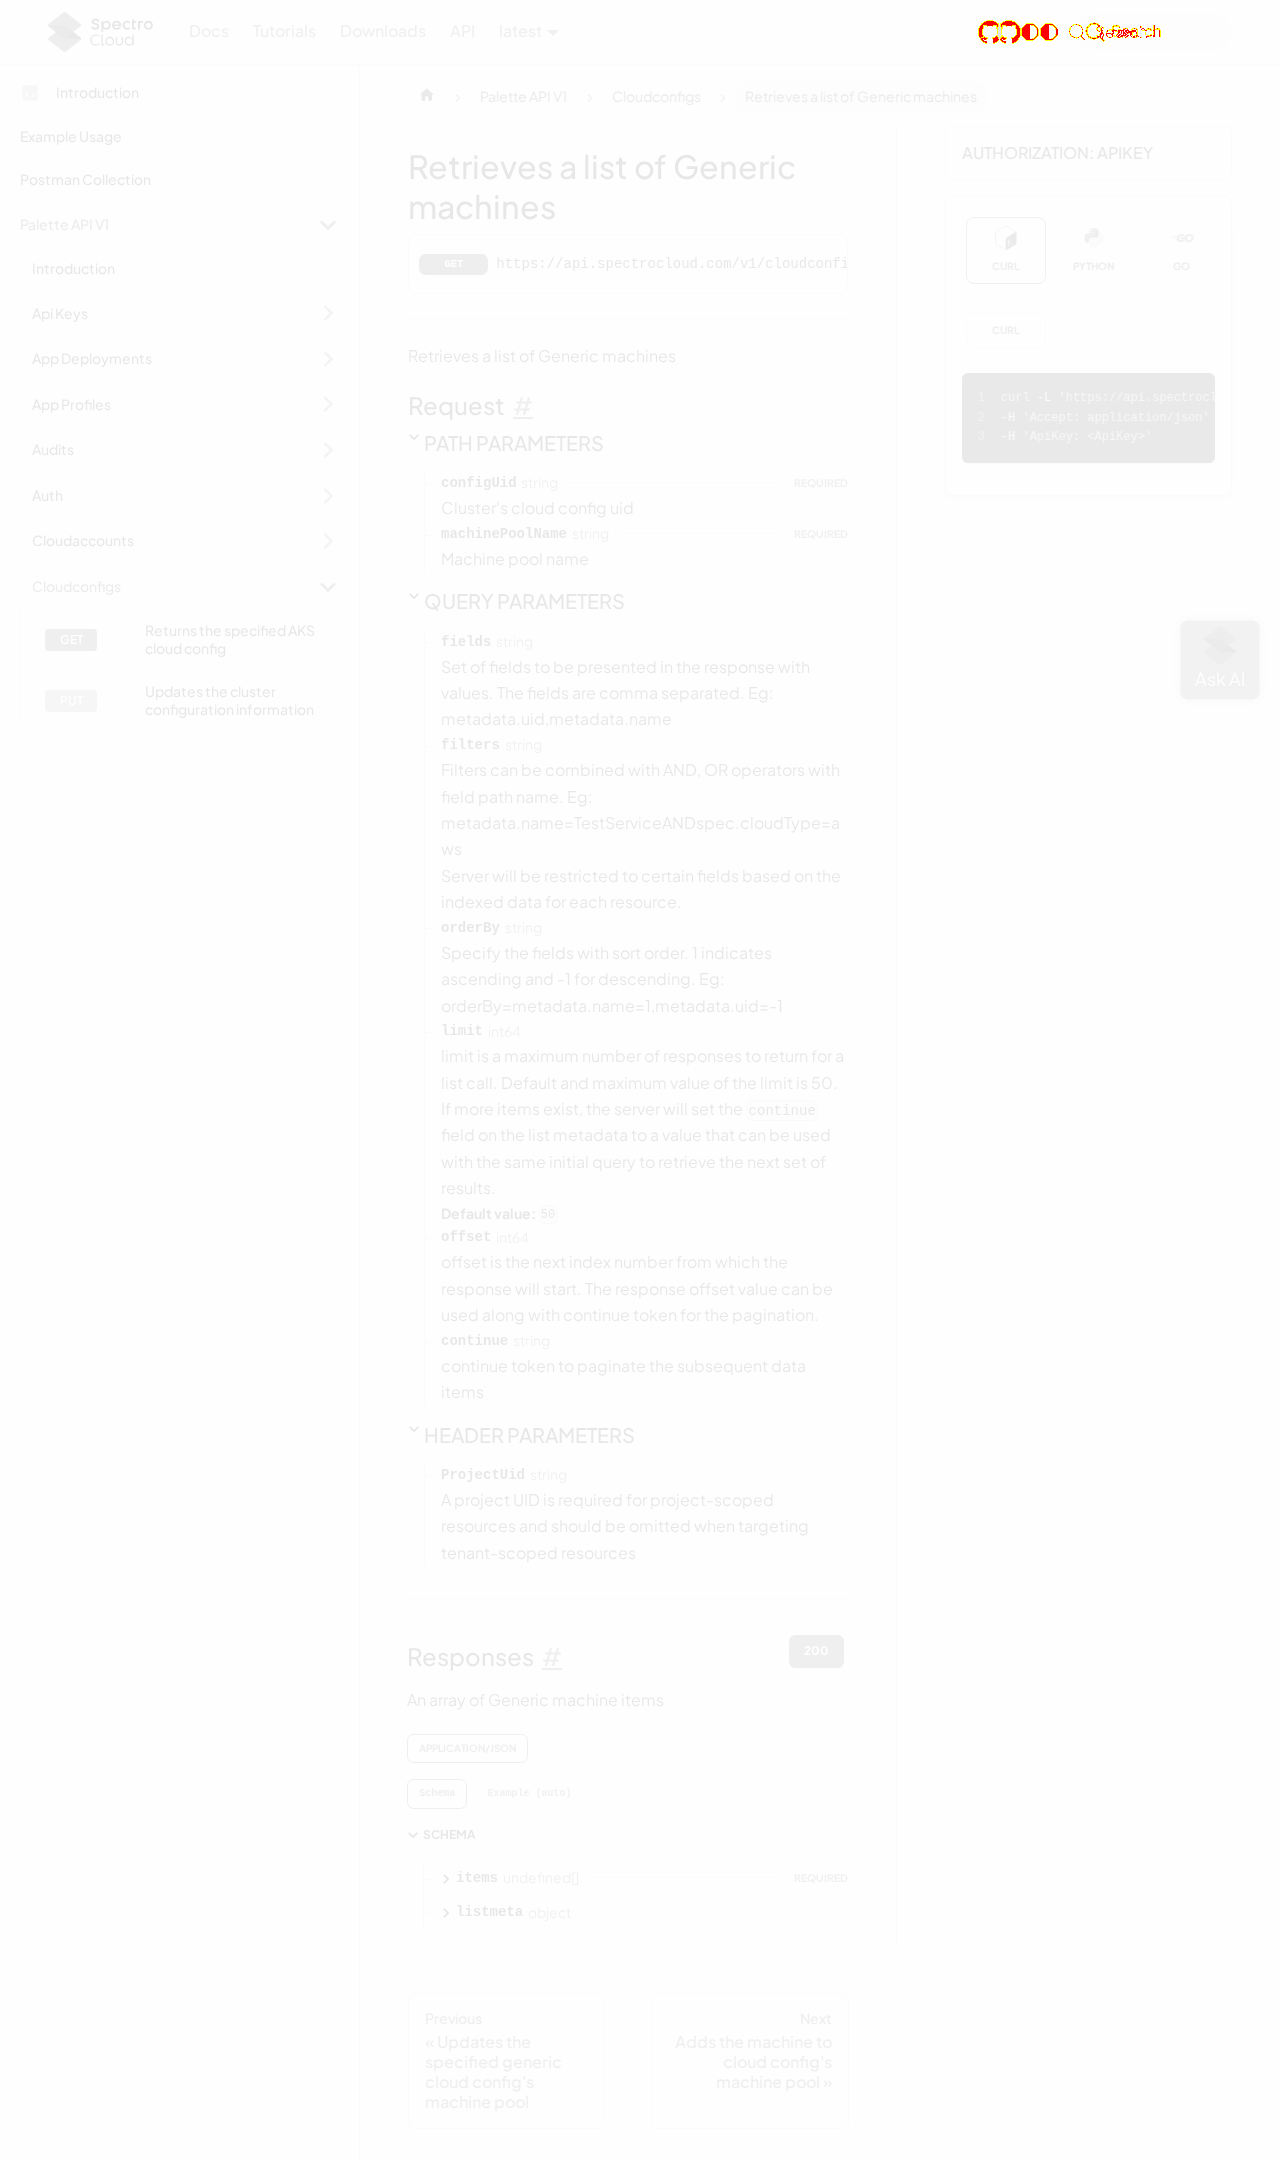 Spectro
Cloud
Docs
Tutorials
Downloads
API
latest
Introduction
Example Usage
Postman Collection
Palette API V1
Introduction
Api Keys
App Deployments
App Profiles
Audits
Auth
Cloudaccounts
Cloudconfigs
GET
Returns the specified AKS
cloud config
PUT
Updates the cluster
configuration information
Palette API V1
Cloudconfigs
Retrieves a list of Generic machines
Retrieves a list of Generic
machines
GET
https://api.spectrocloud.com/v1/cloudconfi
Retrieves a list of Generic machines
Request #
PATH PARAMETERS
configUid string REQUIRED
Cluster's cloud config uid
machinePoolName string REQUIRED
Machine pool name
QUERY PARAMETERS
fields string
Set of fields to be presented in the response with
values. The fields are comma separated. Eg:
metadata.uid,metadata.name
filters string
Filters can be combined with AND, OR operators with
field path name. Eg:
metadata.name=TestServiceANDspec.cloudType=a
ws
Server will be restricted to certain fields based on the
indexed data for each resource.
orderBy string
Specify the fields with sort order. 1 indicates
ascending and -1 for descending. Eg:
orderBy=metadata.name=1,metadata.uid=-1
limit int64
limit is a maximum number of responses to return for a
list call. Default and maximum value of the limit is 50.
If more items exist, the server will set the continue
field on the list metadata to a value that can be used
with the same initial query to retrieve the next set of
results.
Default value: 50
offset int64
offset is the next index number from which the
response will start. The response offset value can be
used along with continue token for the pagination.
continue string
continue token to paginate the subsequent data
items
HEADER PARAMETERS
ProjectUid string
A project UID is required for project-scoped
resources and should be omitted when targeting
tenant-scoped resources
Responses #
200
An array of Generic machine items
APPLICATION/JSON
Schema
Example (auto)
SCHEMA
items undefined[] REQUIRED
listmeta object
Previous
« Updates the
specified generic
cloud config's
machine pool
Next
Adds the machine to
cloud config's
machine pool »
AUTHORIZATION: APIKEY
CURL
PYTHON
GO
CURL
1 curl -L 'https://api.spectrocl
2 -H 'Accept: application/json'
3 -H 'ApiKey: <ApiKey>'
Ask AI